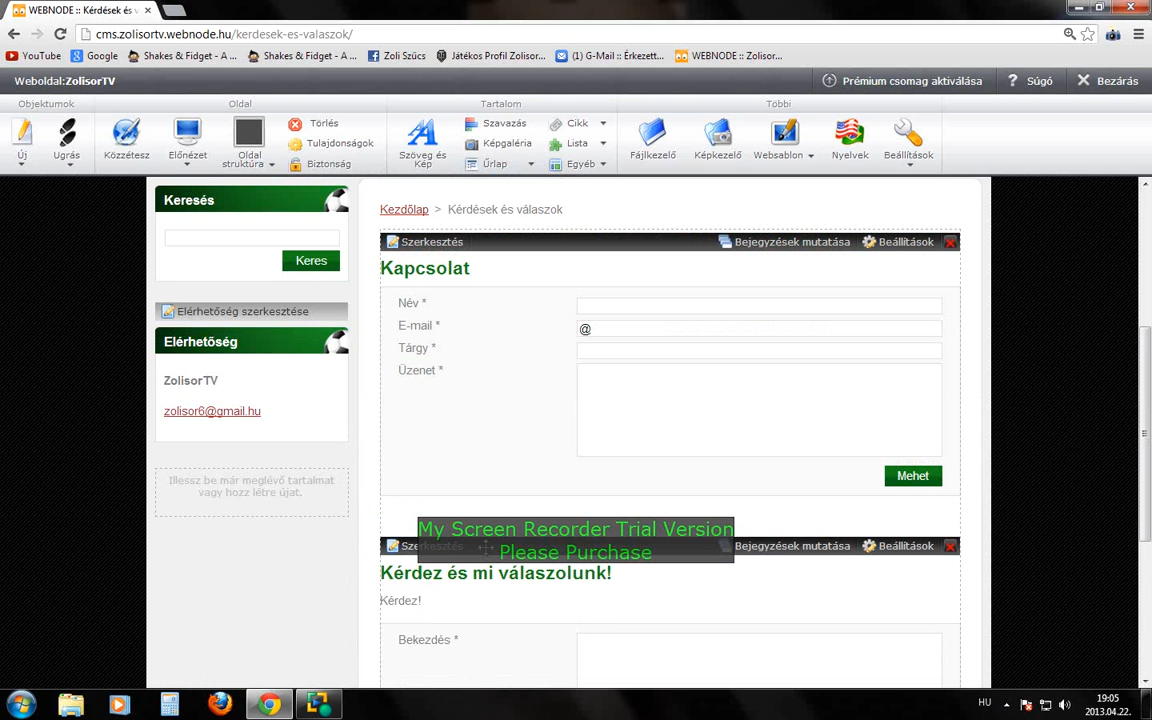 WEBNODE :: Kérdések és v
cms.zolisortv.webnode.hu/kerdesek-es-valaszok/
YouTube Google Shakes & Fidget - A ... Shakes & Fidget - A ... Zoli Szűcs Játékos Profil Zolisor... (1) G-Mail :: Érkezett... WEBNODE :: Zolisor...
Weboldal:ZolisorTV Prémium csomag aktiválása ? Súgó Bezárás
Objektumok Oldal Tartalom Többi
Törlés Szavazás Cikk
Tulajdonságok Képgaléria Lista
Biztonság Űrlap Egyéb
Új Ugrás Közzétesz Előnézet Oldal struktúra Szöveg és Kép Fájlkezelő Képkezelő Websablon Nyelvek Beállítások
Keresés
Keres
Elérhetőség szerkesztése
Elérhetőség
ZolisorTV
zolisor6@gmail.hu
Illessz be már meglévő tartalmat
vagy hozz létre újat.
Kezdőlap > Kérdések és válaszok
Szerkesztés Bejegyzések mutatása Beállítások
Kapcsolat
Név *
E-mail * @
Tárgy *
Üzenet *
Mehet
My Screen Recorder Trial Version
Please Purchase
Szerkesztés Bejegyzések mutatása Beállítások
Kérdez és mi válaszolunk!
Kérdez!
Bekezdés *
HU 19:05
2013.04.22.